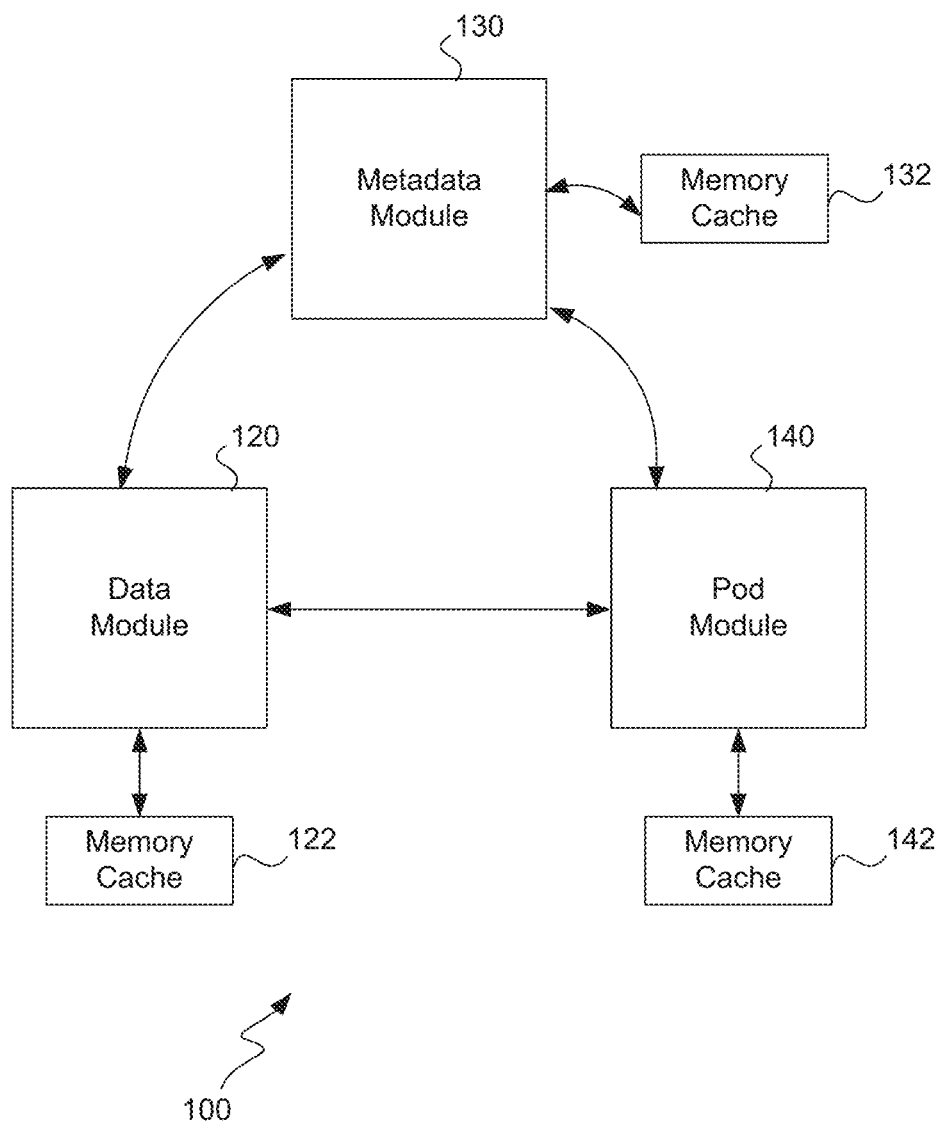 130
Metadata
Module
Memory
Cache
132
120
140
Data
Module
Pod
Module
Memory
Cache
122
Memory
Cache
142
100